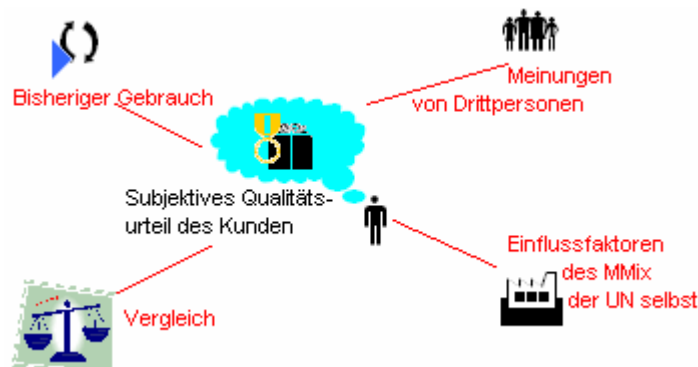 Bisheriger Gebrauch
Meinungen
von Drittpersonen
Subjektives Qualitäts-
urteil des Kunden
Einflussfaktoren
des MMix
der UN selbst
Vergleich